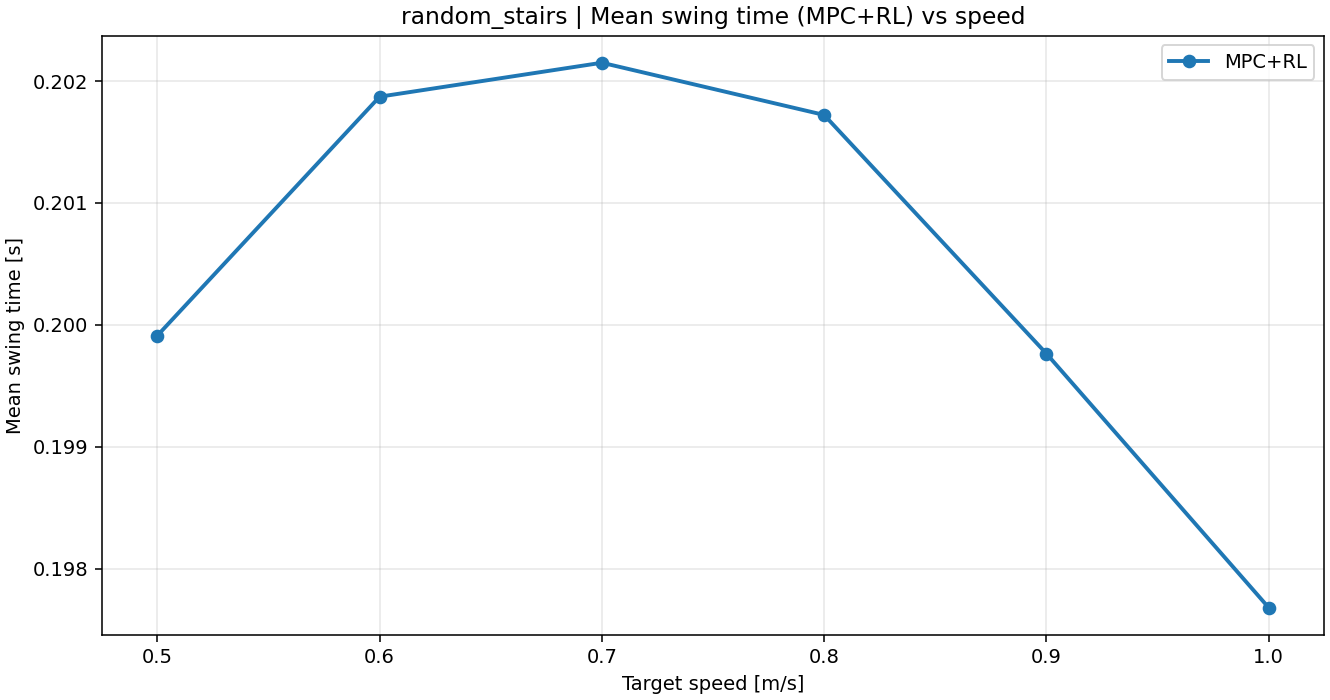 random_stairs | Mean swing time (MPC+RL) vs speed
MPC+RL
Mean swing time [s]
0.202
0.201
0.200
0.199
0.198
0.5 0.6 0.7 0.8 0.9 1.0
Target speed [m/s]